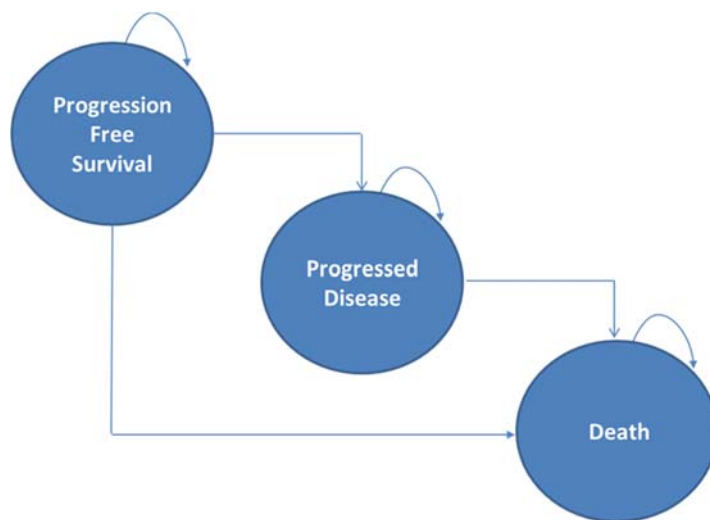 Progression
Free
Survival
Progressed
Disease
Death